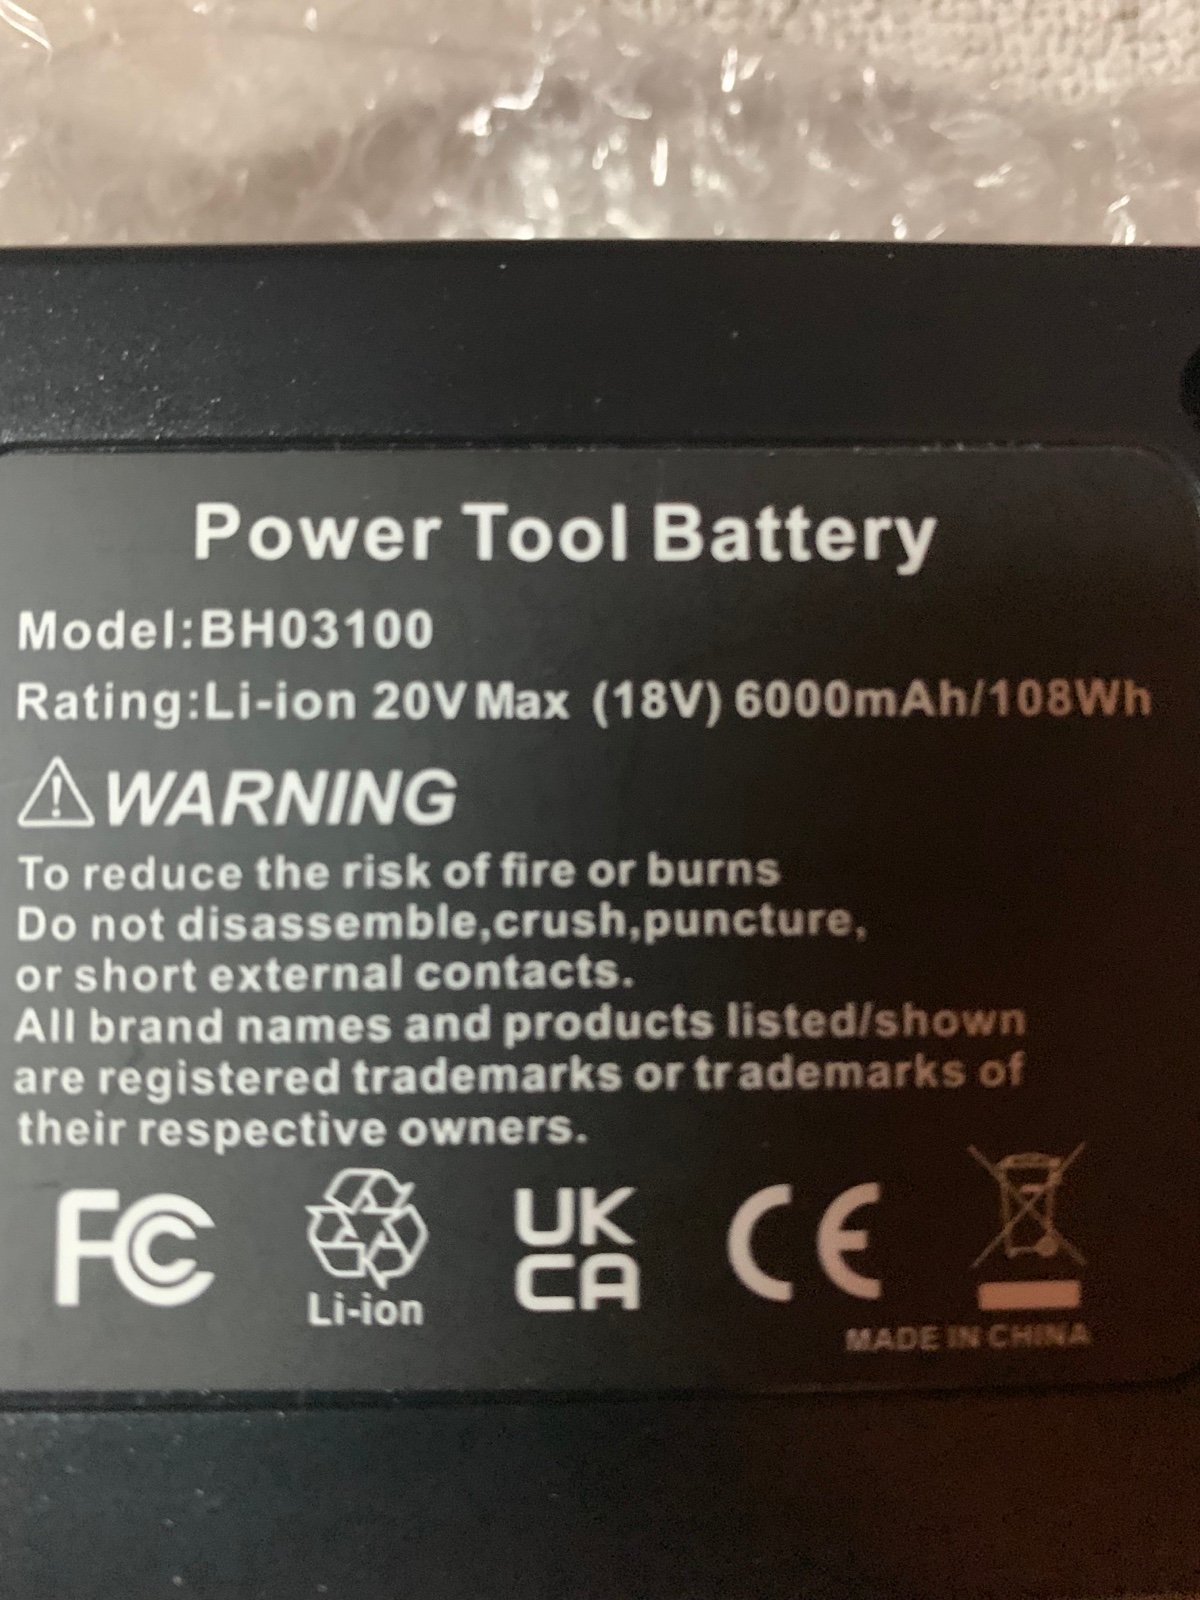 Power Tool Battery
Model:BH03100
Rating:Li-ion 20V Max (18V) 6000mAh/108Wh
WARNING
To reduce the risk of fire or burns
Do not disassemble,crush,puncture,
or short external contacts.
All brand names and products listed/shown
are registered trademarks or trademarks of
their respective owners.
FC
Li-ion
UK
CA
CE
MADE IN CHINA